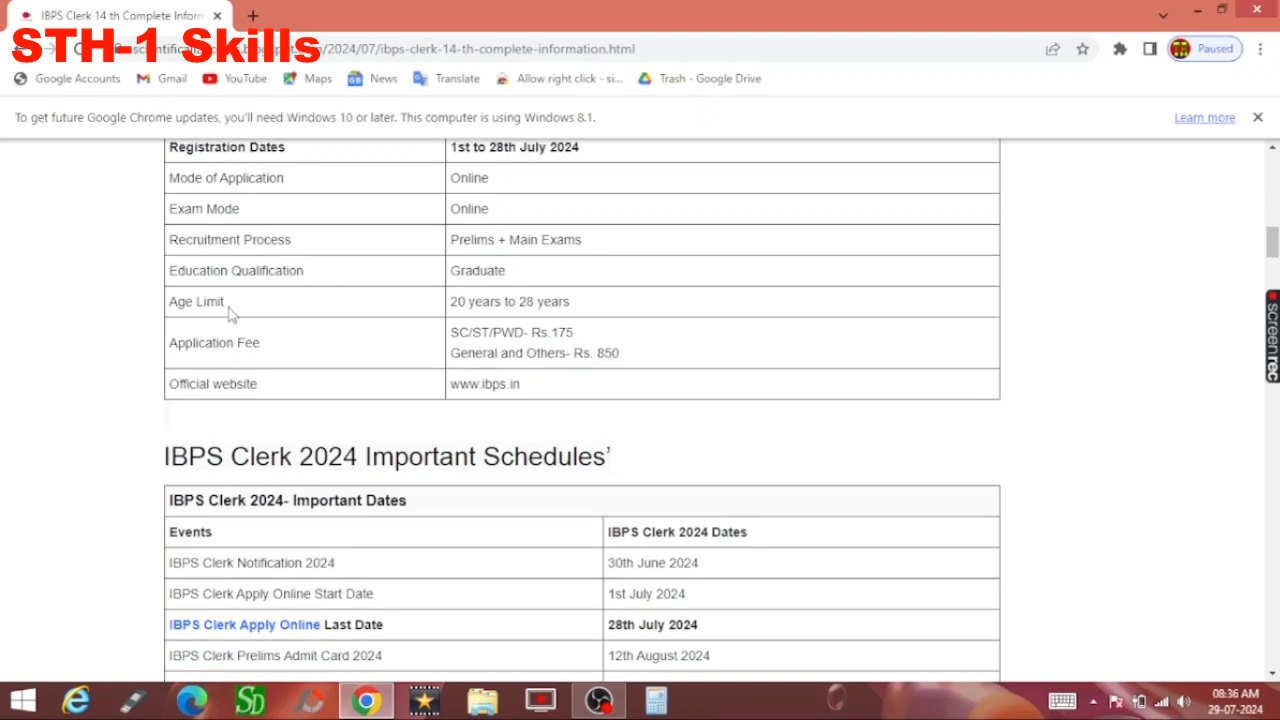 IBPS Clerk 14 th Complete Inform
STH-1 Skills
/2024/07/ibps-clerk-14-th-complete-information.html
Paused
Google Accounts
Gmail
YouTube
Maps
News
Translate
Allow right click - si...
Trash - Google Drive
To get future Google Chrome updates, you'll need Windows 10 or later. This computer is using Windows 8.1.
Learn more
Registration Dates 1st to 28th July 2024
Mode of Application Online
Exam Mode Online
Recruitment Process Prelims + Main Exams
Education Qualification Graduate
Age Limit 20 years to 28 years
Application Fee
SC/ST/PWD- Rs.175
General and Others- Rs. 850
Official website www.ibps.in
screenrec
IBPS Clerk 2024 Important Schedules’
IBPS Clerk 2024- Important Dates
Events IBPS Clerk 2024 Dates
IBPS Clerk Notification 2024 30th June 2024
IBPS Clerk Apply Online Start Date 1st July 2024
IBPS Clerk Apply Online Last Date 28th July 2024
IBPS Clerk Prelims Admit Card 2024 12th August 2024
08:36 AM
29-07-2024